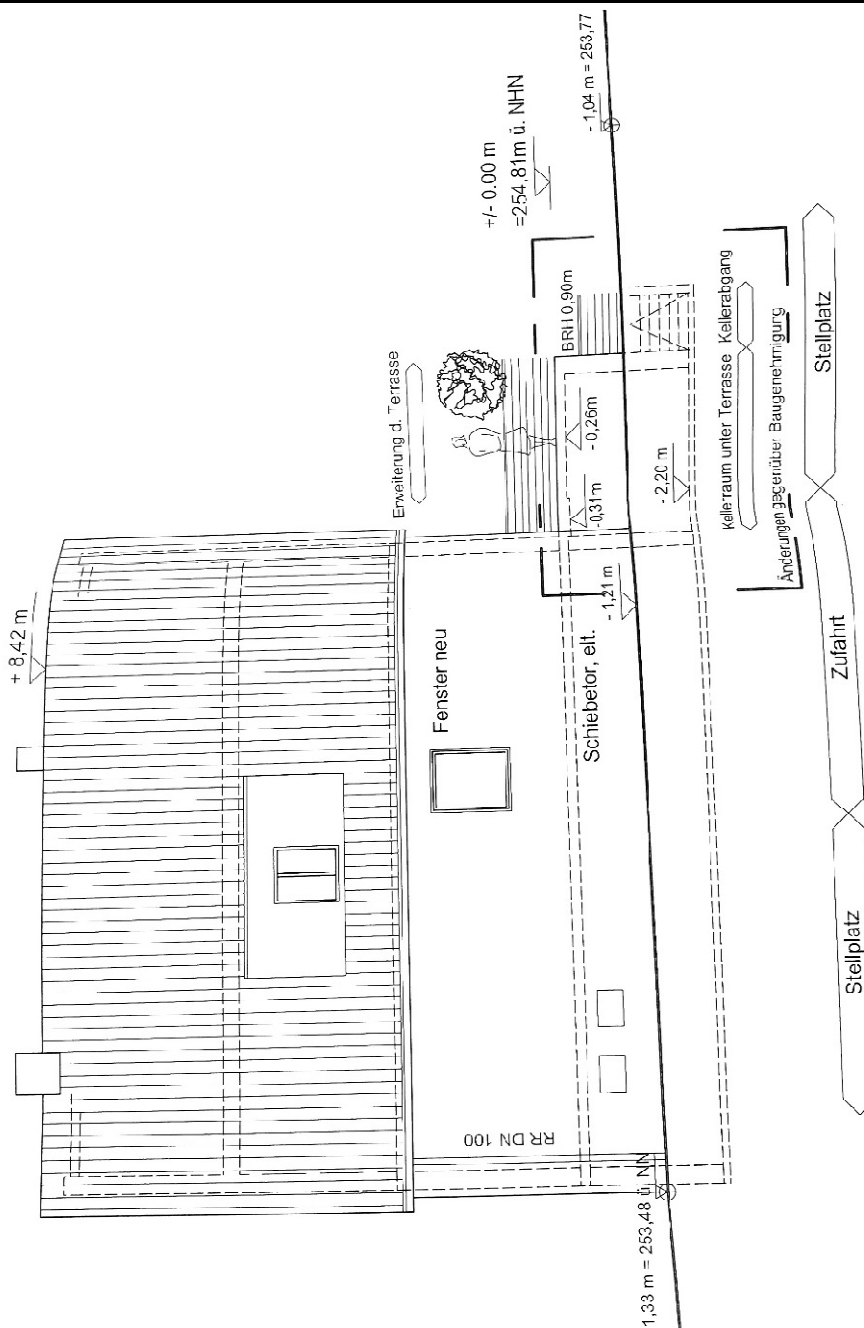 + 8,42 m
Erweiterung d. Terrasse
+/- 0.00 m
=254,81m ü. NHN
Fenster neu
BRH 0,90m
- 1,04 m = 253,77
- 0,26m
-0,31m
Schiebetor, elt.
- 1,21 m
- 2,20 m
RR DN 100
1,33 m = 253,48 ü. NN
Kellerraum unter Terrasse Kellerabgang
Änderungen gegenüber Baugenehmigung
Stellplatz
Zufahrt
Stellplatz